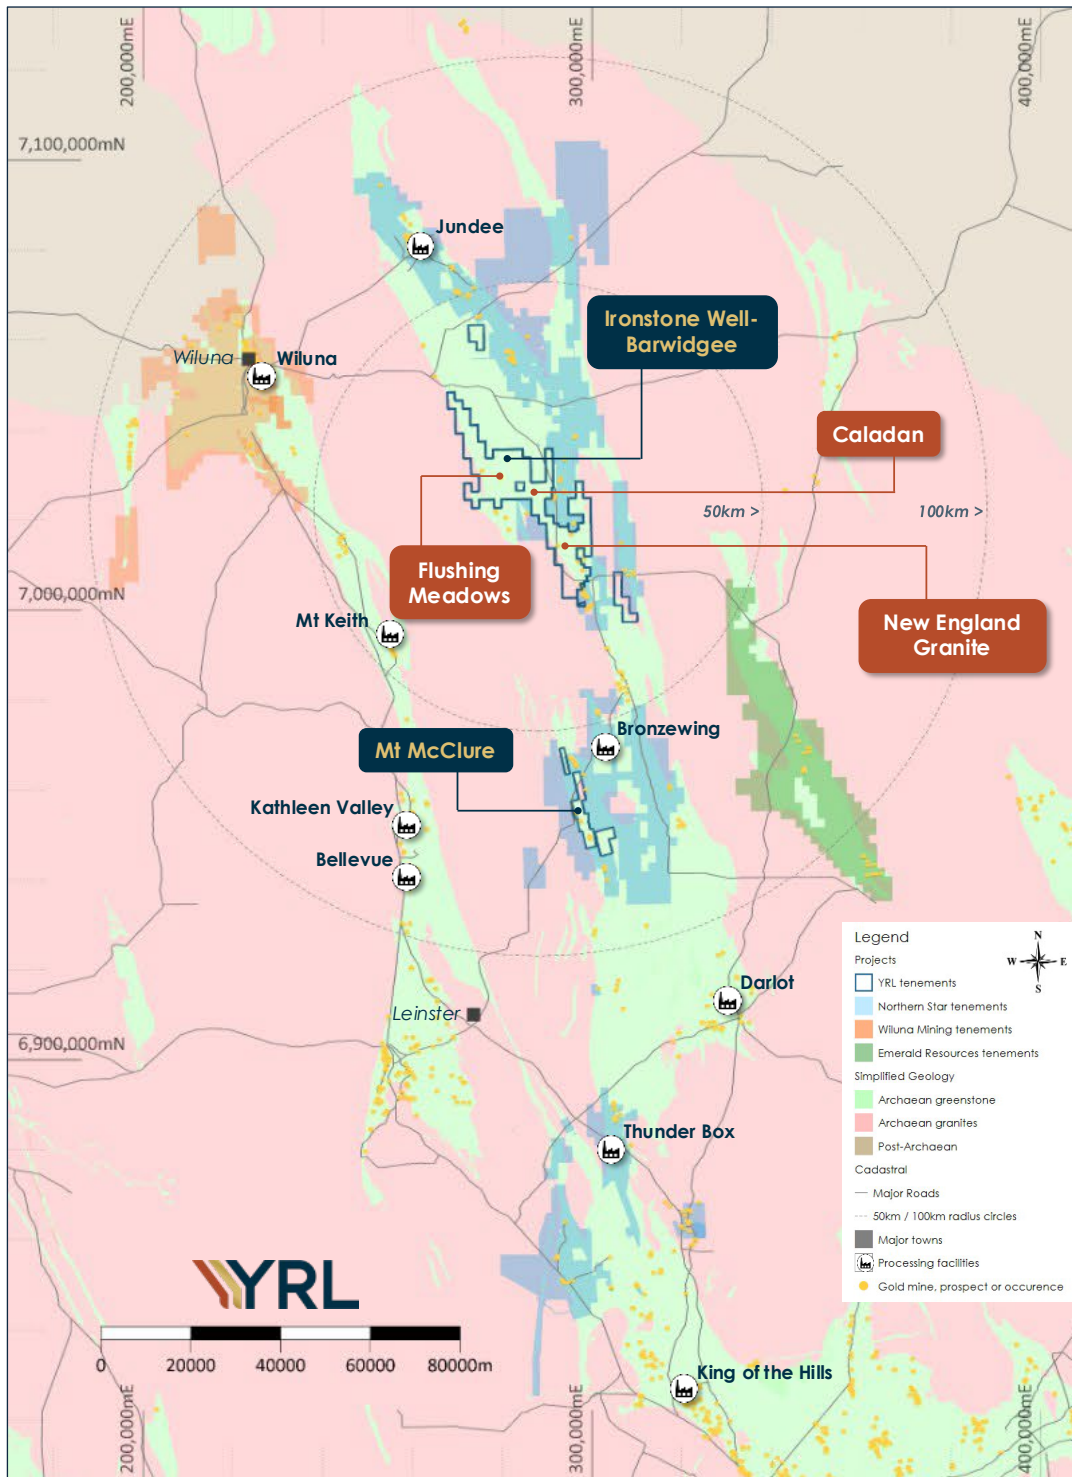 200,000mE
300,000mE
400,000mE
7,100,000mN
Jundee
Ironstone Well-
Barwidgee
Wiluna
Wiluna
Caladan
50km >
100km >
Flushing
Meadows
7,000,000mN
Mt Keith
New England
Granite
Bronzewing
Mt McClure
Kathleen Valley
Bellevue
Darlot
Leinster
6,900,000mN
Thunder Box
Legend
N
W
E
S
Projects
YRL tenements
Northern Star tenements
Wiluna Mining tenements
Emerald Resources tenements
Simplified Geology
Archaean greenstone
Archaean granites
Post-Archaean
Cadastral
Major Roads
50km / 100km radius circles
Major towns
Processing facilities
Gold mine, prospect or occurence
YRL
0 20000 40000 60000 80000m
King of the Hills
200,000mE
300,000mE
400,000mE